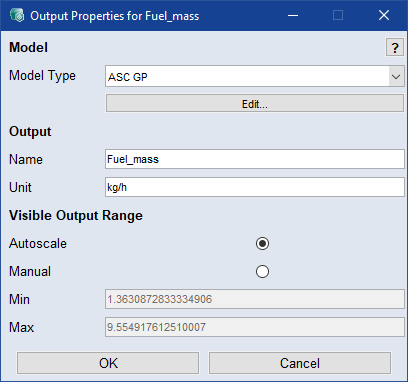 Output Properties for Fuel_mass
Model
?
Model Type ASC GP
Edit...
Output
Name Fuel_mass
Unit kg/h
Visible Output Range
Autoscale
Manual
Min 1.3630872833334906
Max 9.554917612510007
OK Cancel